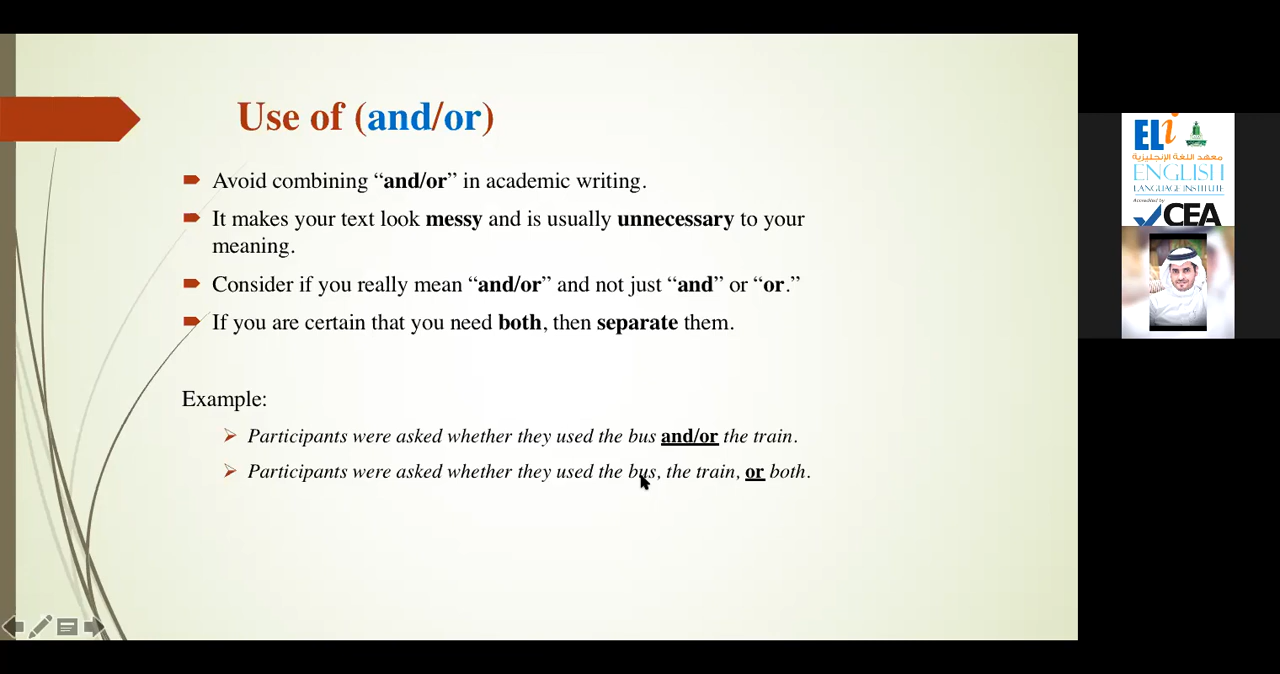 Use of (and/or)
Avoid combining “and/or” in academic writing.
It makes your text look messy and is usually unnecessary to your
meaning.
Consider if you really mean “and/or” and not just “and” or “or.”
If you are certain that you need both, then separate them.
Example:
Participants were asked whether they used the bus and/or the train.
Participants were asked whether they used the bus, the train, or both.
ELi
معهد اللغة الإنجليزية
ENGLISH
LANGUAGE INSTITUTE
Accredited by
CEA